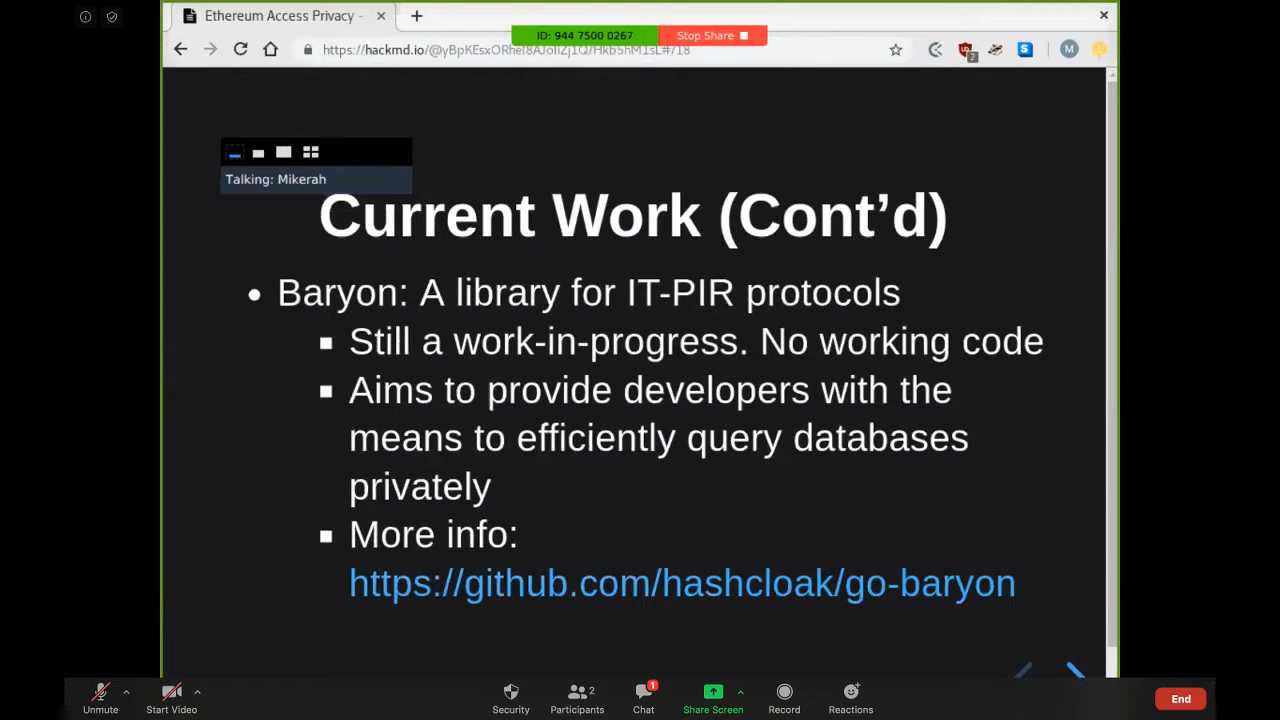 Ethereum Access Privacy -
ID: 944 7500 0267
Stop Share
2
M
Talking: Mikerah
Current Work (Cont’d)
Baryon: A library for IT-PIR protocols
Still a work-in-progress. No working code
Aims to provide developers with the
means to efficiently query databases
privately
More info:
https://github.com/hashcloak/go-baryon
Unmute
Start Video
Security
Participants 2
Chat 1
Share Screen
Record
Reactions
End